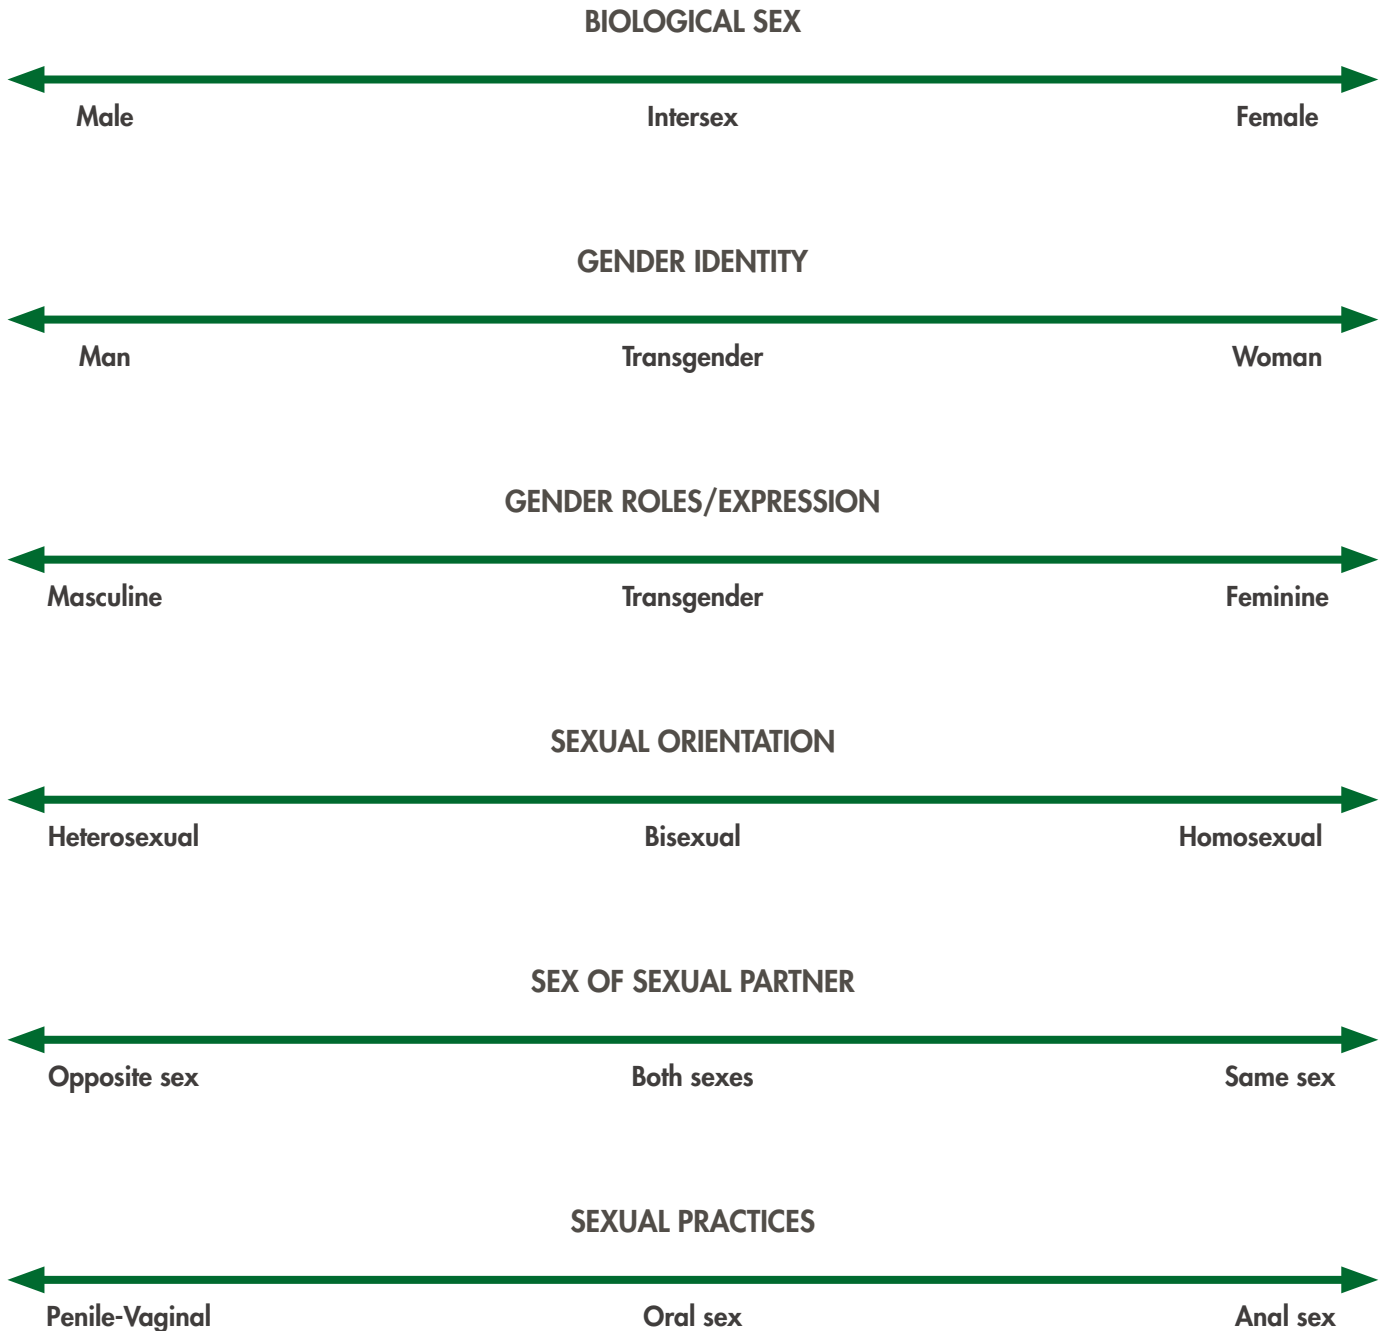 BIOLOGICAL SEX
Male Intersex Female
GENDER IDENTITY
Man Transgender Woman
GENDER ROLES/EXPRESSION
Masculine Transgender Feminine
SEXUAL ORIENTATION
Heterosexual Bisexual Homosexual
SEX OF SEXUAL PARTNER
Opposite sex Both sexes Same sex
SEXUAL PRACTICES
Penile-Vaginal Oral sex Anal sex